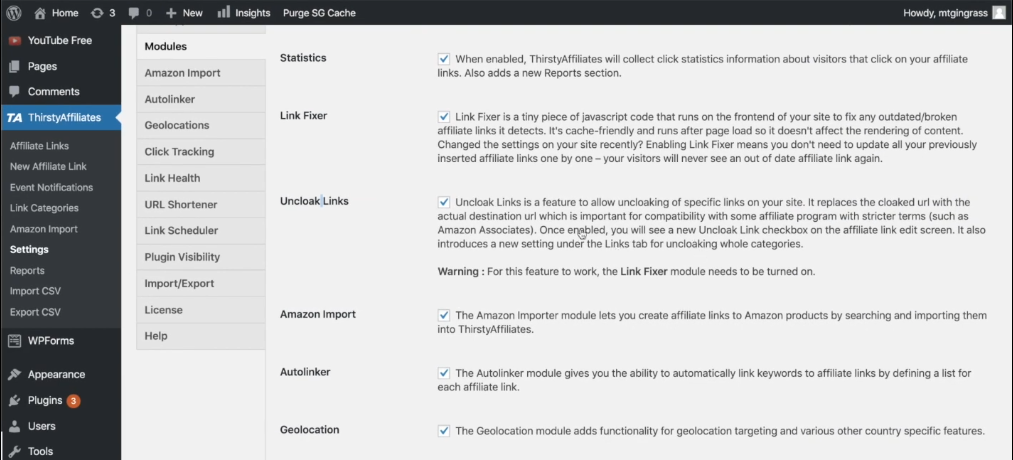 Home 3 0 + New Insights Purge SG Cache Howdy, mtgingrass
YouTube Free
Pages
Comments
TA ThirstyAffiliates
Affiliate Links
New Affiliate Link
Event Notifications
Link Categories
Amazon Import
Settings
Reports
Import CSV
Export CSV
WPForms
Appearance
Plugins 3
Users
Tools
Modules
Amazon Import
Autolinker
Geolocations
Click Tracking
Link Health
URL Shortener
Link Scheduler
Plugin Visibility
Import/Export
License
Help
Statistics
When enabled, ThirstyAffiliates will collect click statistics information about visitors that click on your affiliate
links. Also adds a new Reports section.
Link Fixer
Link Fixer is a tiny piece of javascript code that runs on the frontend of your site to fix any outdated/broken
affiliate links it detects. It's cache-friendly and runs after page load so it doesn't affect the rendering of content.
Changed the settings on your site recently? Enabling Link Fixer means you don't need to update all your previously
inserted affiliate links one by one – your visitors will never see an out of date affiliate link again.
Uncloak Links
Uncloak Links is a feature to allow uncloaking of specific links on your site. It replaces the cloaked url with the
actual destination url which is important for compatibility with some affiliate program with stricter terms (such as
Amazon Associates). Once enabled, you will see a new Uncloak Link checkbox on the affiliate link edit screen. It also
introduces a new setting under the Links tab for uncloaking whole categories.
Warning : For this feature to work, the Link Fixer module needs to be turned on.
Amazon Import
The Amazon Importer module lets you create affiliate links to Amazon products by searching and importing them
into ThirstyAffiliates.
Autolinker
The Autolinker module gives you the ability to automatically link keywords to affiliate links by defining a list for
each affiliate link.
Geolocation
The Geolocation module adds functionality for geolocation targeting and various other country specific features.